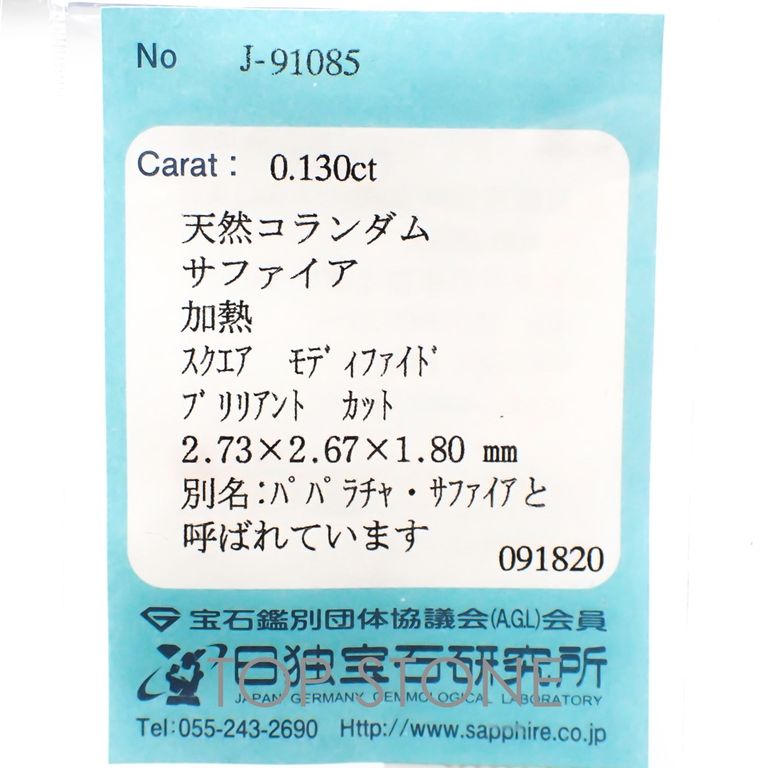 No J-91085
Carat: 0.130ct
天然コランダム
サファイア
加熱
ｽｸｴｱ ﾓﾃﾞｨﾌｧｲﾄﾞ
ﾌﾞﾘﾘｱﾝﾄ ｶｯﾄ
2.73×2.67×1.80 mm
別名:ﾊﾟﾊﾟﾗﾁｬ・ｻﾌｧｲｱと
呼ばれています
091820
宝石鑑別団体協議会(A.G.L)会員
日独宝石研究所
TOP STONE
JAPAN GERMANY GEMMOLOGICAL LABORATORY
Tel:055-243-2690 Http://www.sapphire.co.jp